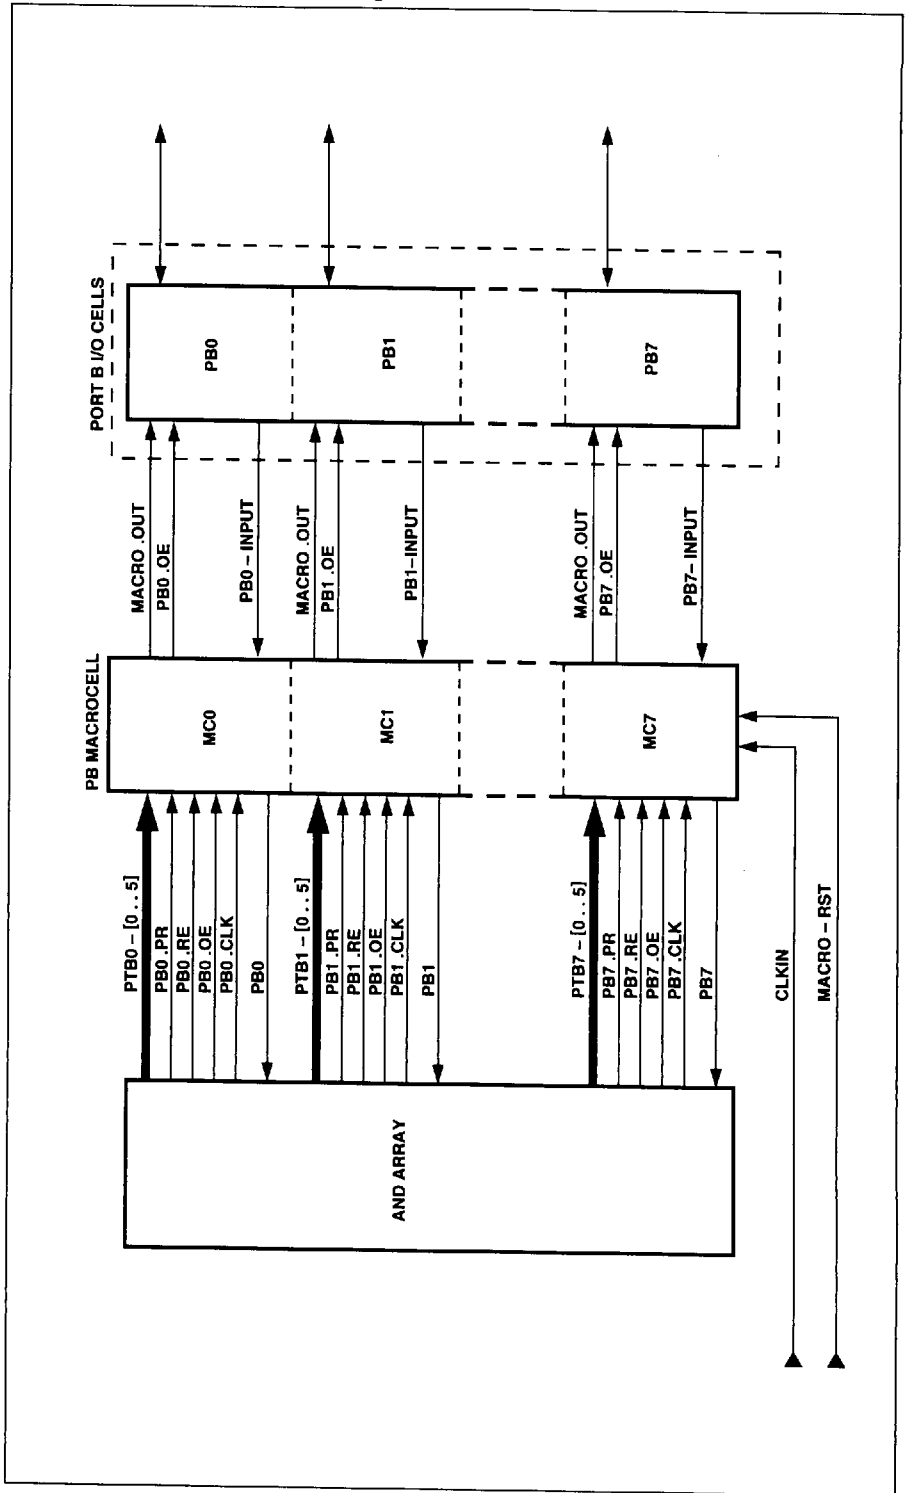 PORT B I/O CELLS
PB0
PB1
PB7
MACRO .OUT
PB0 .OE
PB0 – INPUT
MACRO .OUT
PB1 .OE
PB1–INPUT
MACRO .OUT
PB7 .OE
PB7– INPUT
PB MACROCELL
MC0
MC1
MC7
PTB0 – [0 . . 5]
PB0 .PR
PB0 .RE
PB0 .OE
PB0 .CLK
PB0
PTB1 – [0 . . 5]
PB1 .PR
PB1 .RE
PB1 .OE
PB1 .CLK
PB1
PTB7 – [0 . . 5]
PB7 .PR
PB7 .RE
PB7 .OE
PB7 .CLK
PB7
CLKIN
MACRO – RST
AND ARRAY